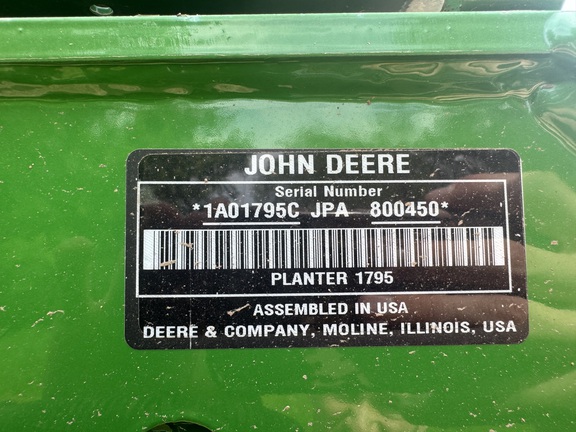 JOHN DEERE
Serial Number
*1A01795C JPA 800450*
PLANTER 1795
ASSEMBLED IN USA
DEERE & COMPANY, MOLINE, ILLINOIS, USA